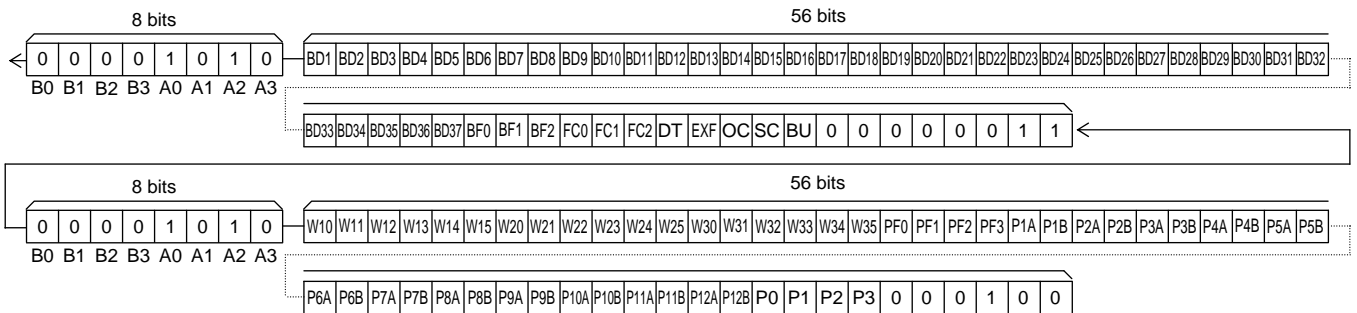 8 bits 56 bits
0 0 0 0 1 0 1 0 BD1 BD2 BD3 BD4 BD5 BD6 BD7 BD8 BD9 BD10 BD11 BD12 BD13 BD14 BD15 BD16 BD17 BD18 BD19 BD20 BD21 BD22 BD23 BD24 BD25 BD26 BD27 BD28 BD29 BD30 BD31 BD32
B0 B1 B2 B3 A0 A1 A2 A3
BD33 BD34 BD35 BD36 BD37 BF0 BF1 BF2 FC0 FC1 FC2 DT EXF OC SC BU 0 0 0 0 0 0 1 1
8 bits 56 bits
0 0 0 0 1 0 1 0 W10 W11 W12 W13 W14 W15 W20 W21 W22 W23 W24 W25 W30 W31 W32 W33 W34 W35 PF0 PF1 PF2 PF3 P1A P1B P2A P2B P3A P3B P4A P4B P5A P5B
B0 B1 B2 B3 A0 A1 A2 A3
P6A P6B P7A P7B P8A P8B P9A P9B P10A P10B P11A P11B P12A P12B P0 P1 P2 P3 0 0 0 1 0 0